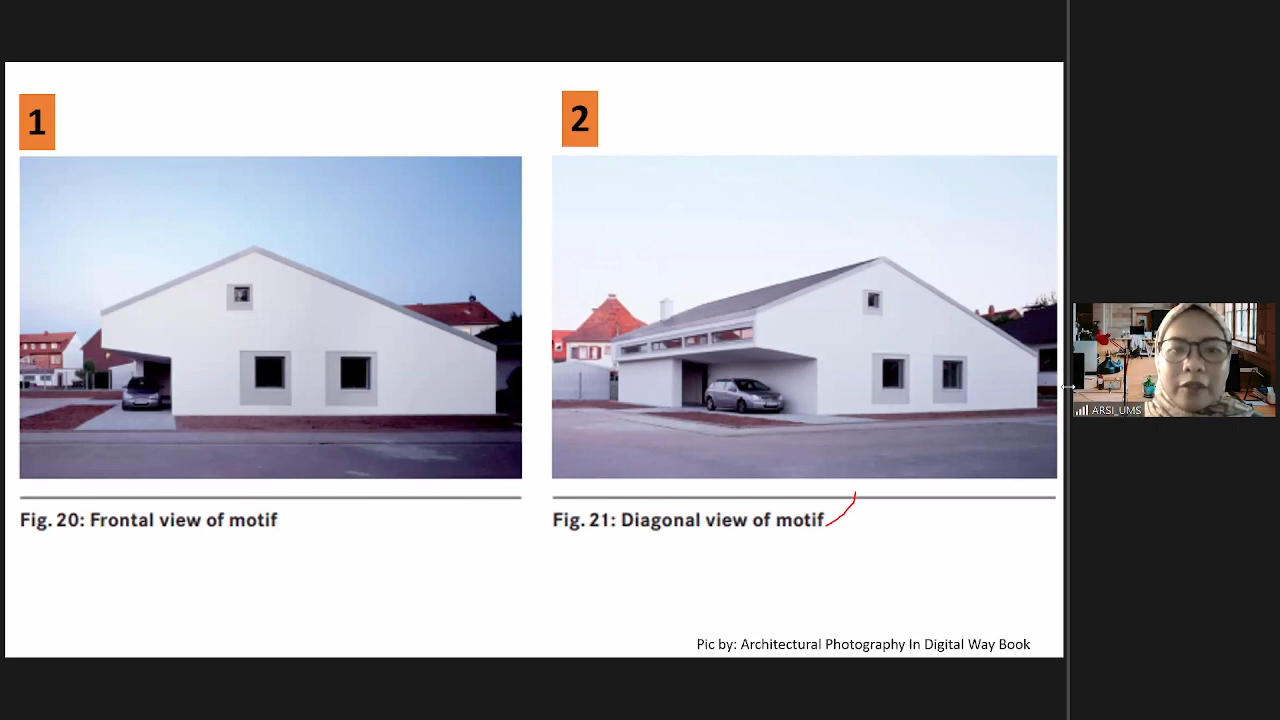 1
2
Fig. 20: Frontal view of motif
Fig. 21: Diagonal view of motif
Pic by: Architectural Photography In Digital Way Book
ARSI_UMS